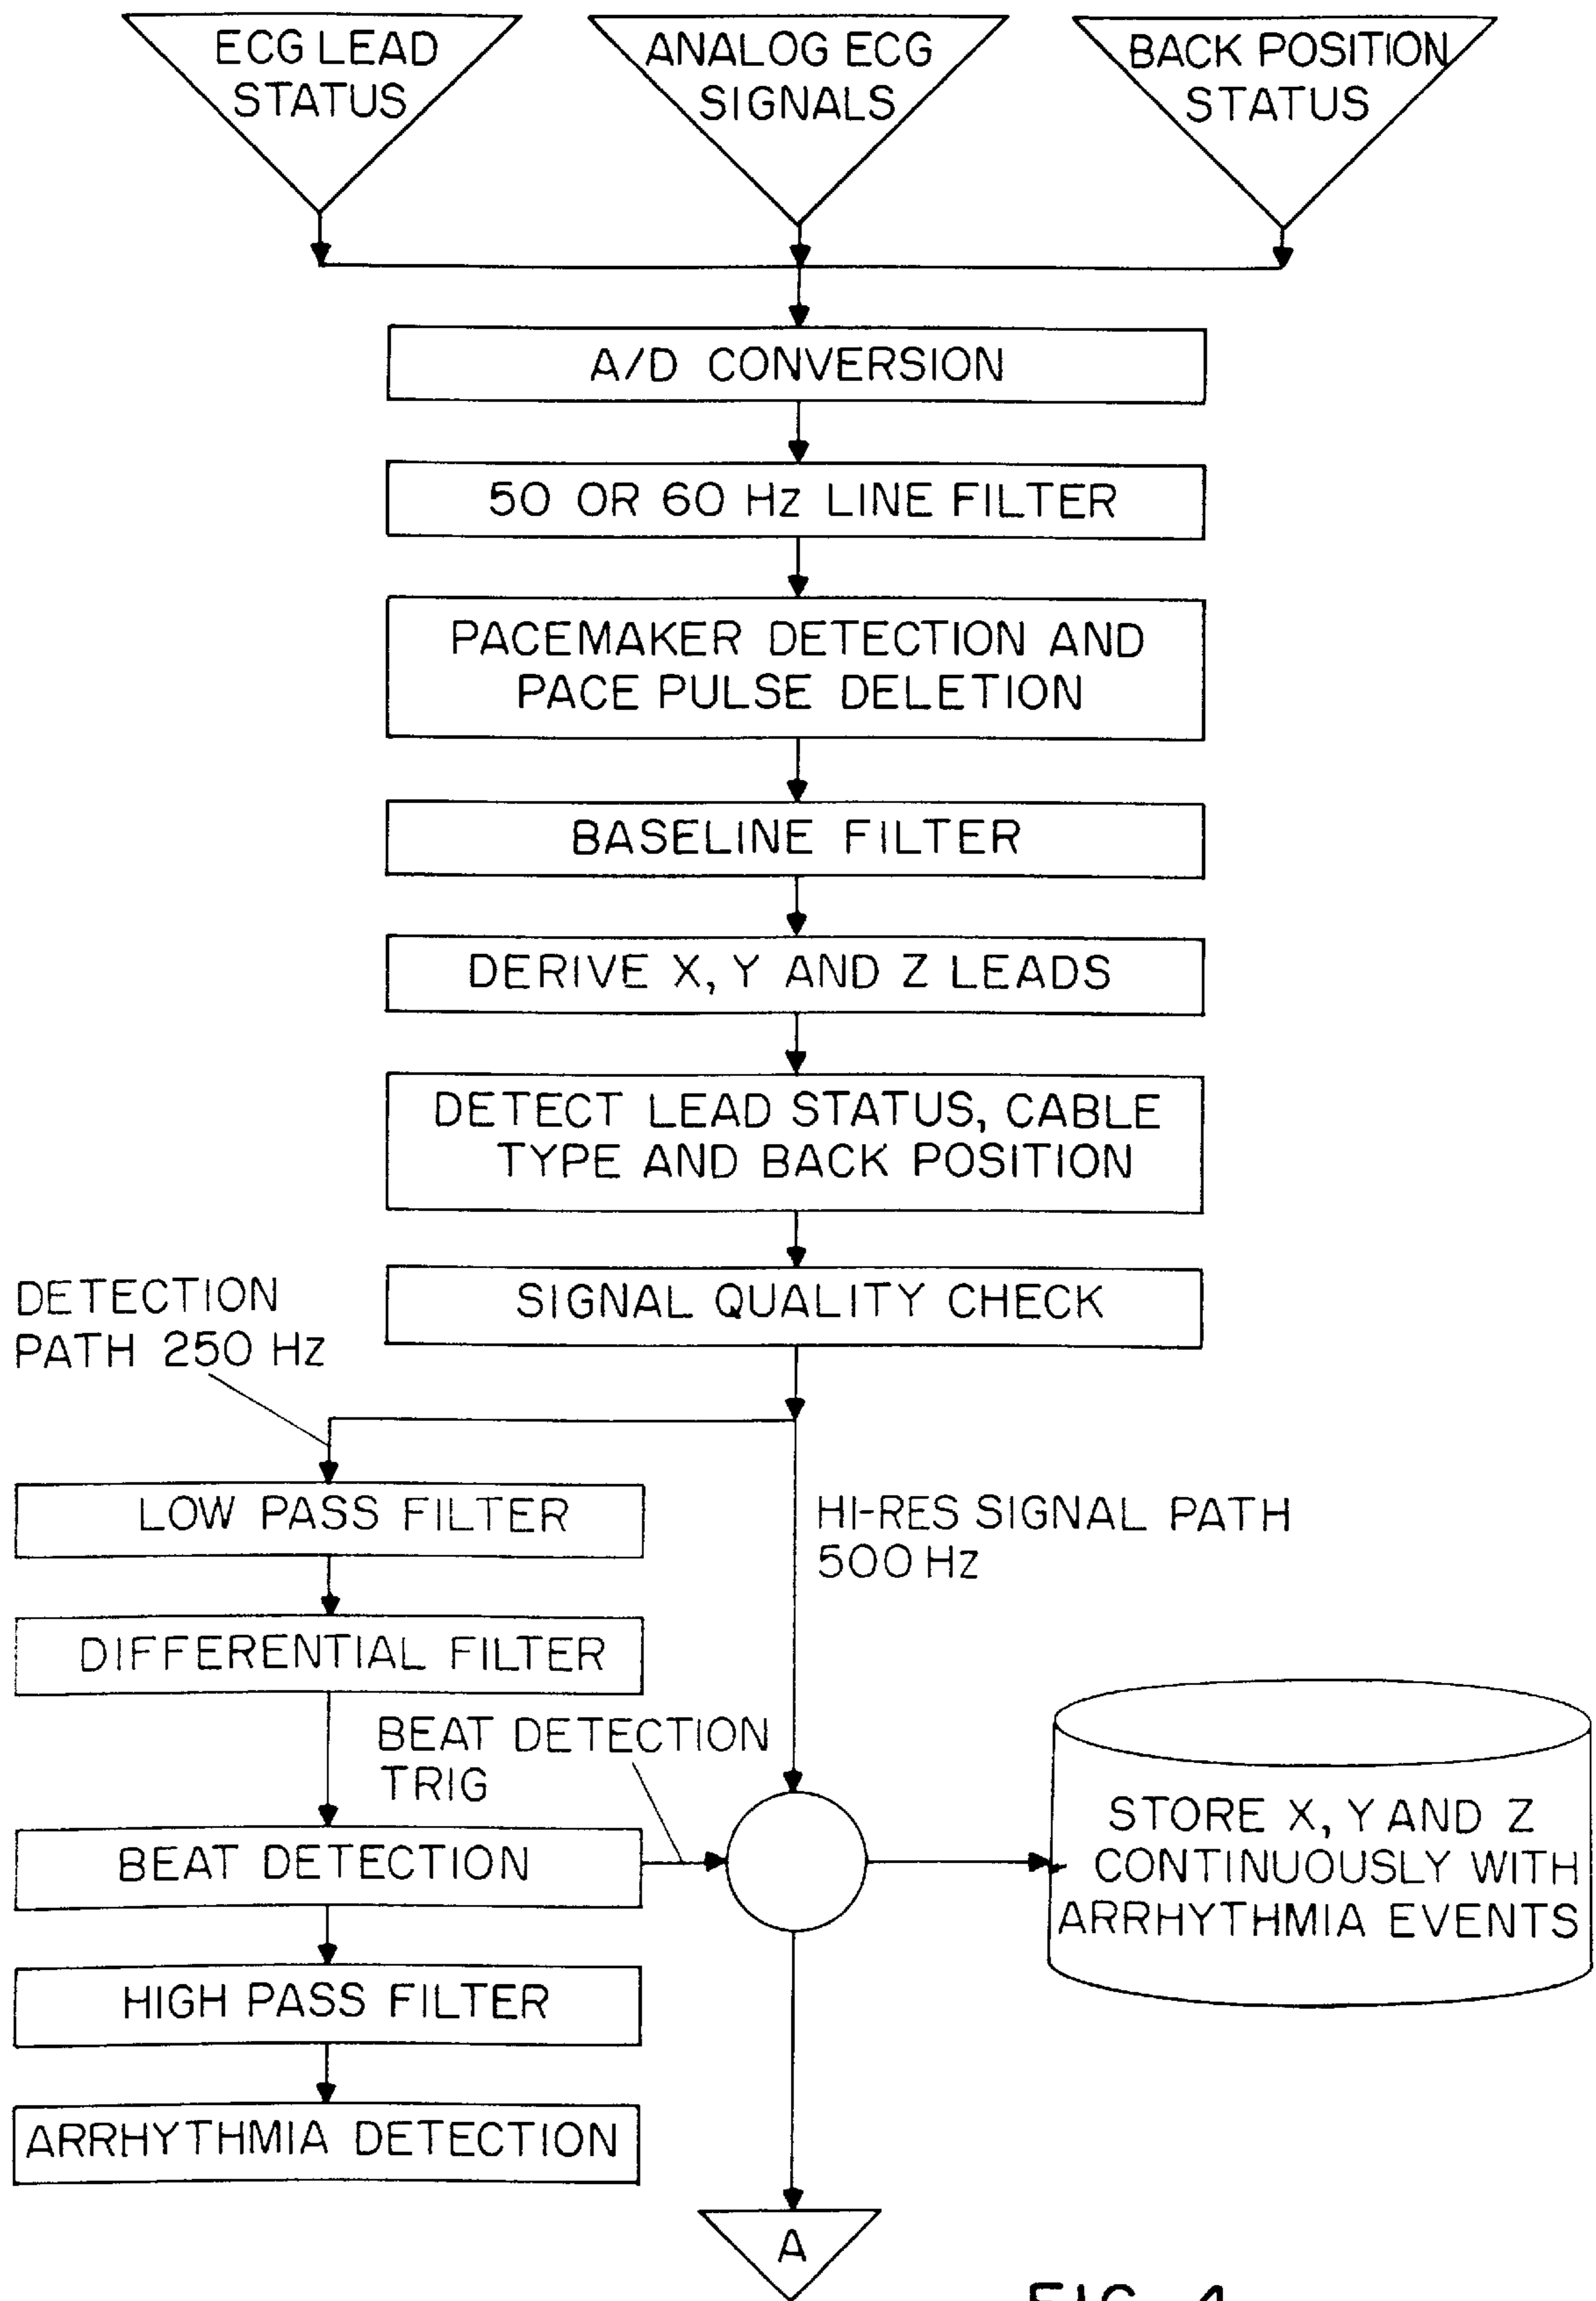 ECG LEAD
STATUS
ANALOG ECG
SIGNALS
BACK POSITION
STATUS
A/D CONVERSION
50 OR 60 Hz LINE FILTER
PACEMAKER DETECTION AND
PACE PULSE DELETION
BASELINE FILTER
DERIVE X, Y AND Z LEADS
DETECT LEAD STATUS, CABLE
TYPE AND BACK POSITION
SIGNAL QUALITY CHECK
DETECTION
PATH 250 Hz
LOW PASS FILTER
HI-RES SIGNAL PATH
500 Hz
DIFFERENTIAL FILTER
BEAT DETECTION
TRIG
BEAT DETECTION
STORE X, Y AND Z
CONTINUOUSLY WITH
ARRHYTHMIA EVENTS
HIGH PASS FILTER
ARRHYTHMIA DETECTION
A